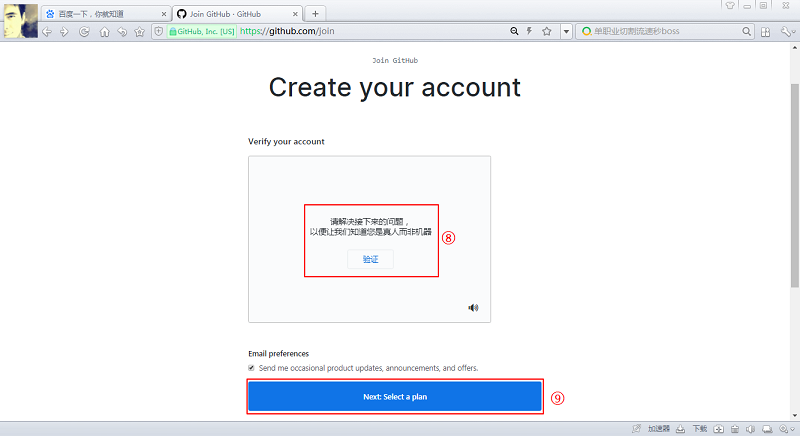 百度一下，你就知道
Join GitHub · GitHub
GitHub, Inc. [US]
https://github.com/join
单职业切割流速秒boss
Join GitHub
Create your account
Verify your account
请解决接下来的问题，
以便让我们知道您是真人而非机器
⑧
验证
Email preferences
Send me occasional product updates, announcements, and offers.
Next: Select a plan
⑨
加速器
下载